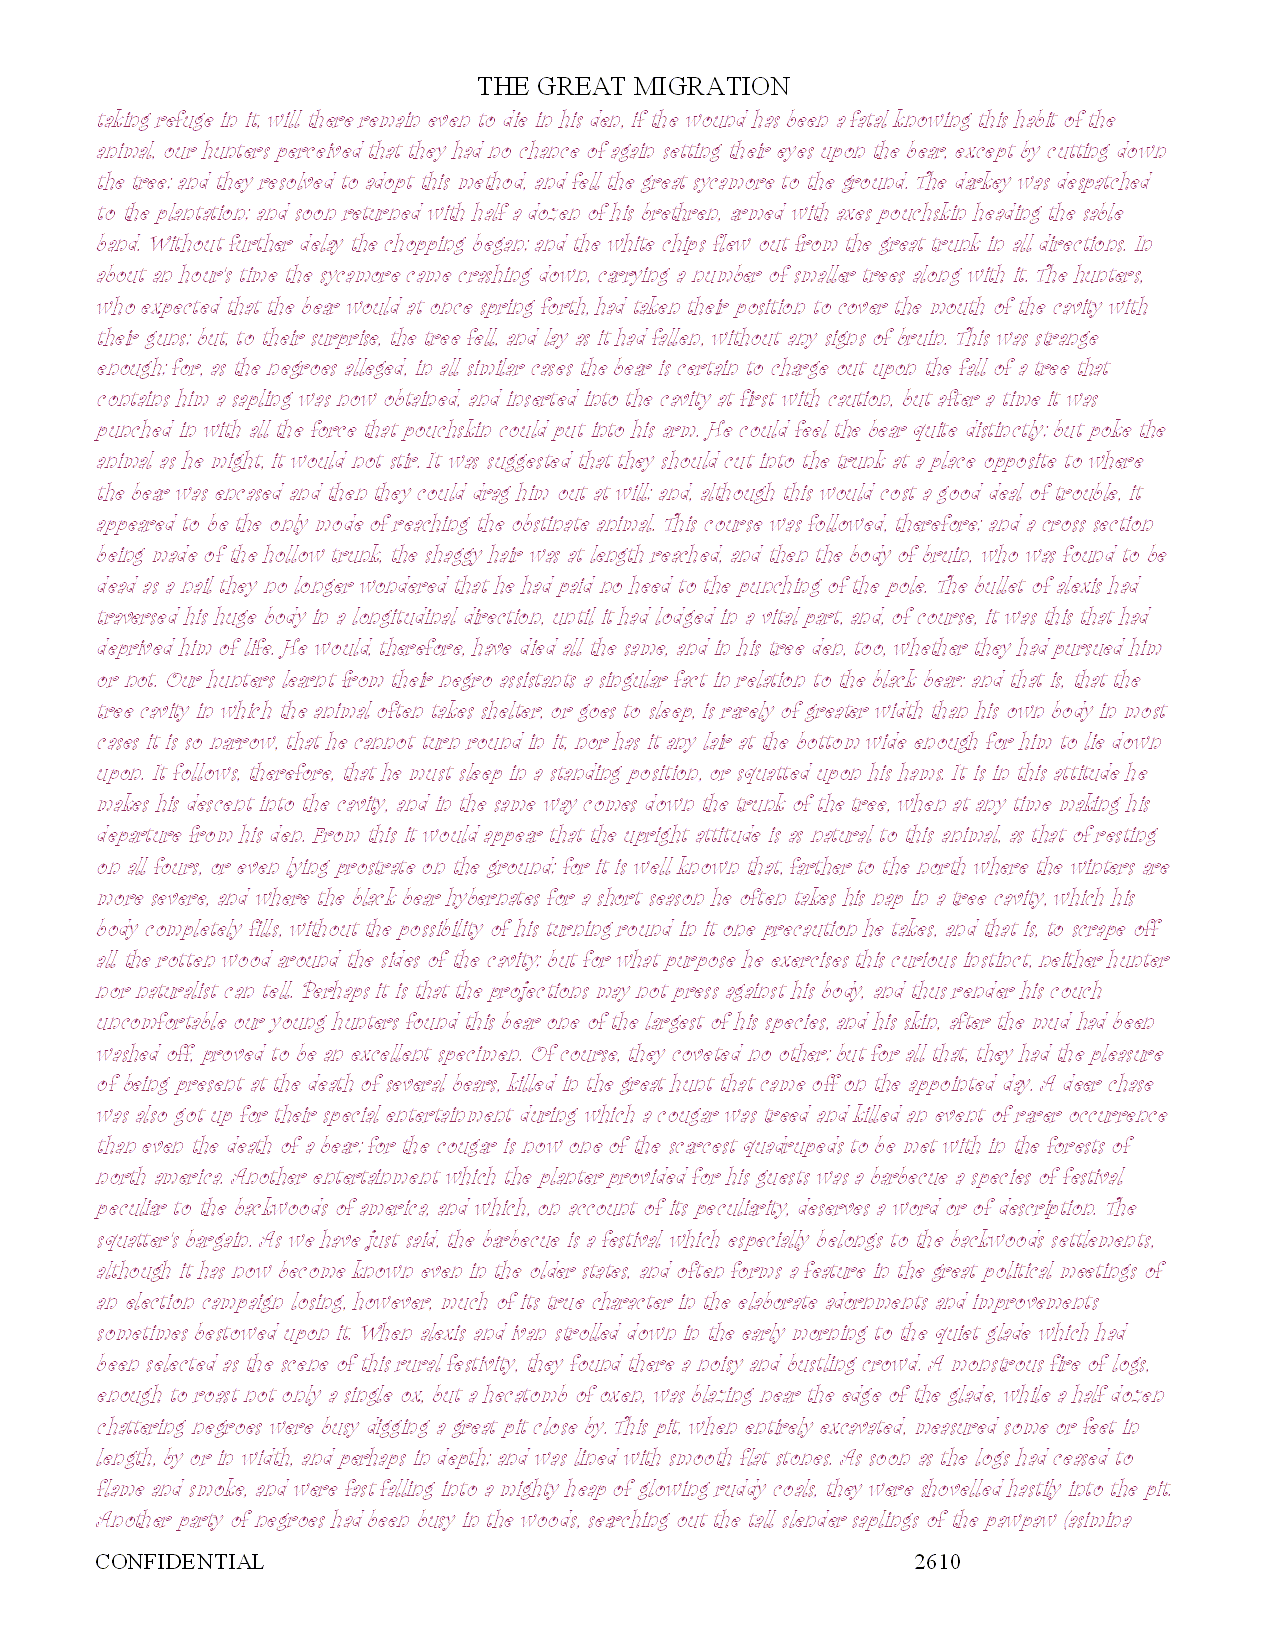 THE GREAT MIGRATION
taking refuge in it, will there remain even to die in his den, if the wound has been a fatal knowing this habit of the
animal, our hunters perceived that they had no chance of again setting their eyes upon the bear, except by cutting down
the tree: and they resolved to adopt this method, and fell the great sycamore to the ground. The darkey was despatched
to the plantation: and soon returned with half a dozen of his brethren, armed with axes pouchskin heading the sable
band. Without further delay the chopping began: and the white chips flew out from the great trunk in all directions. In
about an hour's time the sycamore came crashing down, carrying a number of smaller trees along with it. The hunters,
who expected that the bear would at once spring forth, had taken their position to cover the mouth of the cavity with
their guns: but, to their surprise, the tree fell, and lay as it had fallen, without any signs of bruin. This was strange
enough: for, as the negroes alleged, in all similar cases the bear is certain to charge out upon the fall of a tree that
contains him a sapling was now obtained, and inserted into the cavity at first with caution, but after a time it was
punched in with all the force that pouchskin could put into his arm. He could feel the bear quite distinctly: but poke the
animal as he might, it would not stir. It was suggested that they should cut into the trunk at a place opposite to where
the bear was encased and then they could drag him out at will: and, although this would cost a good deal of trouble, it
appeared to be the only mode of reaching the obstinate animal. This course was followed, therefore: and a cross section
being made of the hollow trunk, the shaggy hair was at length reached, and then the body of bruin, who was found to be
dead as a nail, they no longer wondered that he had paid no heed to the punching of the pole. The bullet of alexis had
traversed his huge body in a longitudinal direction, until it had lodged in a vital part, and, of course, it was this that had
deprived him of life. He would, therefore, have died all the same, and in his tree den, too, whether they had pursued him
or not. Our hunters learnt from their negro assistants a singular fact in relation to the black bear: and that is, that the
tree cavity in which the animal often takes shelter, or goes to sleep, is rarely of greater width than his own body in most
cases it is so narrow, that he cannot turn round in it, nor has it any lair at the bottom wide enough for him to lie down
upon. It follows, therefore, that he must sleep in a standing position, or squatted upon his hams. It is in this attitude he
makes his descent into the cavity, and in the same way comes down the trunk of the tree, when at any time making his
departure from his den. From this it would appear that the upright attitude is as natural to this animal, as that of resting
on all fours, or even lying prostrate on the ground: for it is well known that, farther to the north where the winters are
more severe, and where the black bear hybernates for a short season he often takes his nap in a tree cavity, which his
body completely fills, without the possibility of his turning round in it one precaution he takes, and that is, to scrape off
all the rotten wood around the sides of the cavity: but for what purpose he exercises this curious instinct, neither hunter
nor naturalist can tell. Perhaps it is that the projections may not press against his body, and thus render his couch
uncomfortable our young hunters found this bear one of the largest of his species, and his skin, after the mud had been
washed off, proved to be an excellent specimen. Of course, they coveted no other: but for all that, they had the pleasure
of being present at the death of several bears, killed in the great hunt that came off on the appointed day. A deer chase
was also got up for their special entertainment during which a cougar was treed and killed an event of rarer occurrence
than even the death of a bear: for the cougar is now one of the scarcest quadrupeds to be met with in the forests of
north america. Another entertainment which the planter provided for his guests was a barbecue a species of festival
peculiar to the backwoods of america, and which, on account of its peculiarity, deserves a word or of description. The
squatter's bargain. As we have just said, the barbecue is a festival which especially belongs to the backwoods settlements,
although it has now become known even in the older states, and often forms a feature in the great political meetings of
an election campaign losing, however, much of its true character in the elaborate adornments and improvements
sometimes bestowed upon it. When alexis and ivan strolled down in the early morning to the quiet glade which had
been selected as the scene of this rural festivity, they found there a noisy and bustling crowd. A monstrous fire of logs,
enough to roast not only a single ox, but a hecatomb of oxen, was blazing near the edge of the glade, while a half dozen
chattering negroes were busy digging a great pit close by. This pit, when entirely excavated, measured some or feet in
length, by or in width, and perhaps in depth: and was lined with smooth flat stones. As soon as the logs had ceased to
flame and smoke, and were fast falling into a mighty heap of glowing ruddy coals, they were shovelled hastily into the pit.
Another party of negroes had been busy in the woods, searching out the tall slender saplings of the pawpaw (asimina
CONFIDENTIAL 2610